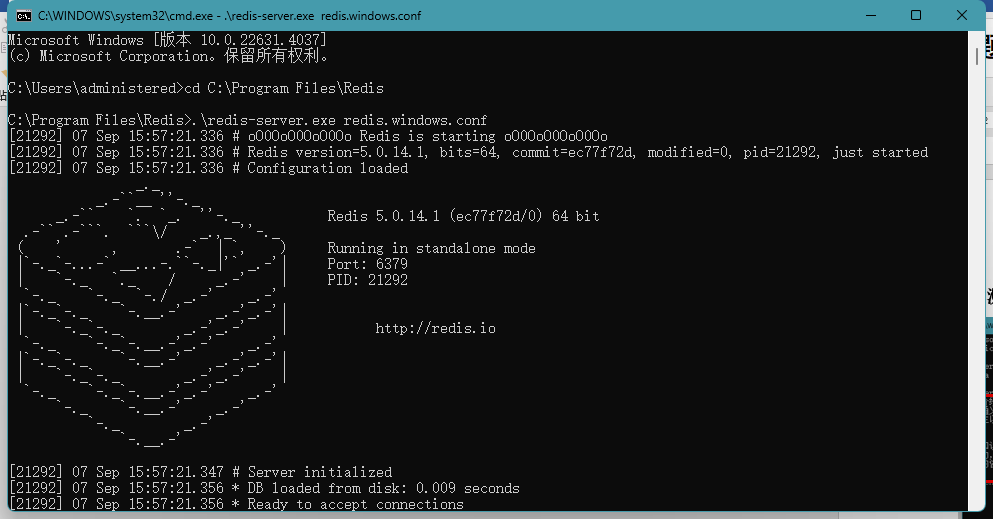 C:\WINDOWS\system32\cmd.exe - .\redis-server.exe  redis.windows.conf
Microsoft Windows [版本 10.0.22631.4037]
(c) Microsoft Corporation。保留所有权利。
C:\Users\administered>cd C:\Program Files\Redis
C:\Program Files\Redis>.\redis-server.exe redis.windows.conf
[21292] 07 Sep 15:57:21.336 # oO0OoO0OoO0Oo Redis is starting oO0OoO0OoO0Oo
[21292] 07 Sep 15:57:21.336 # Redis version=5.0.14.1, bits=64, commit=ec77f72d, modified=0, pid=21292, just started
[21292] 07 Sep 15:57:21.336 # Configuration loaded
Redis 5.0.14.1 (ec77f72d/0) 64 bit
Running in standalone mode
Port: 6379
PID: 21292
http://redis.io
[21292] 07 Sep 15:57:21.347 # Server initialized
[21292] 07 Sep 15:57:21.356 * DB loaded from disk: 0.009 seconds
[21292] 07 Sep 15:57:21.356 * Ready to accept connections